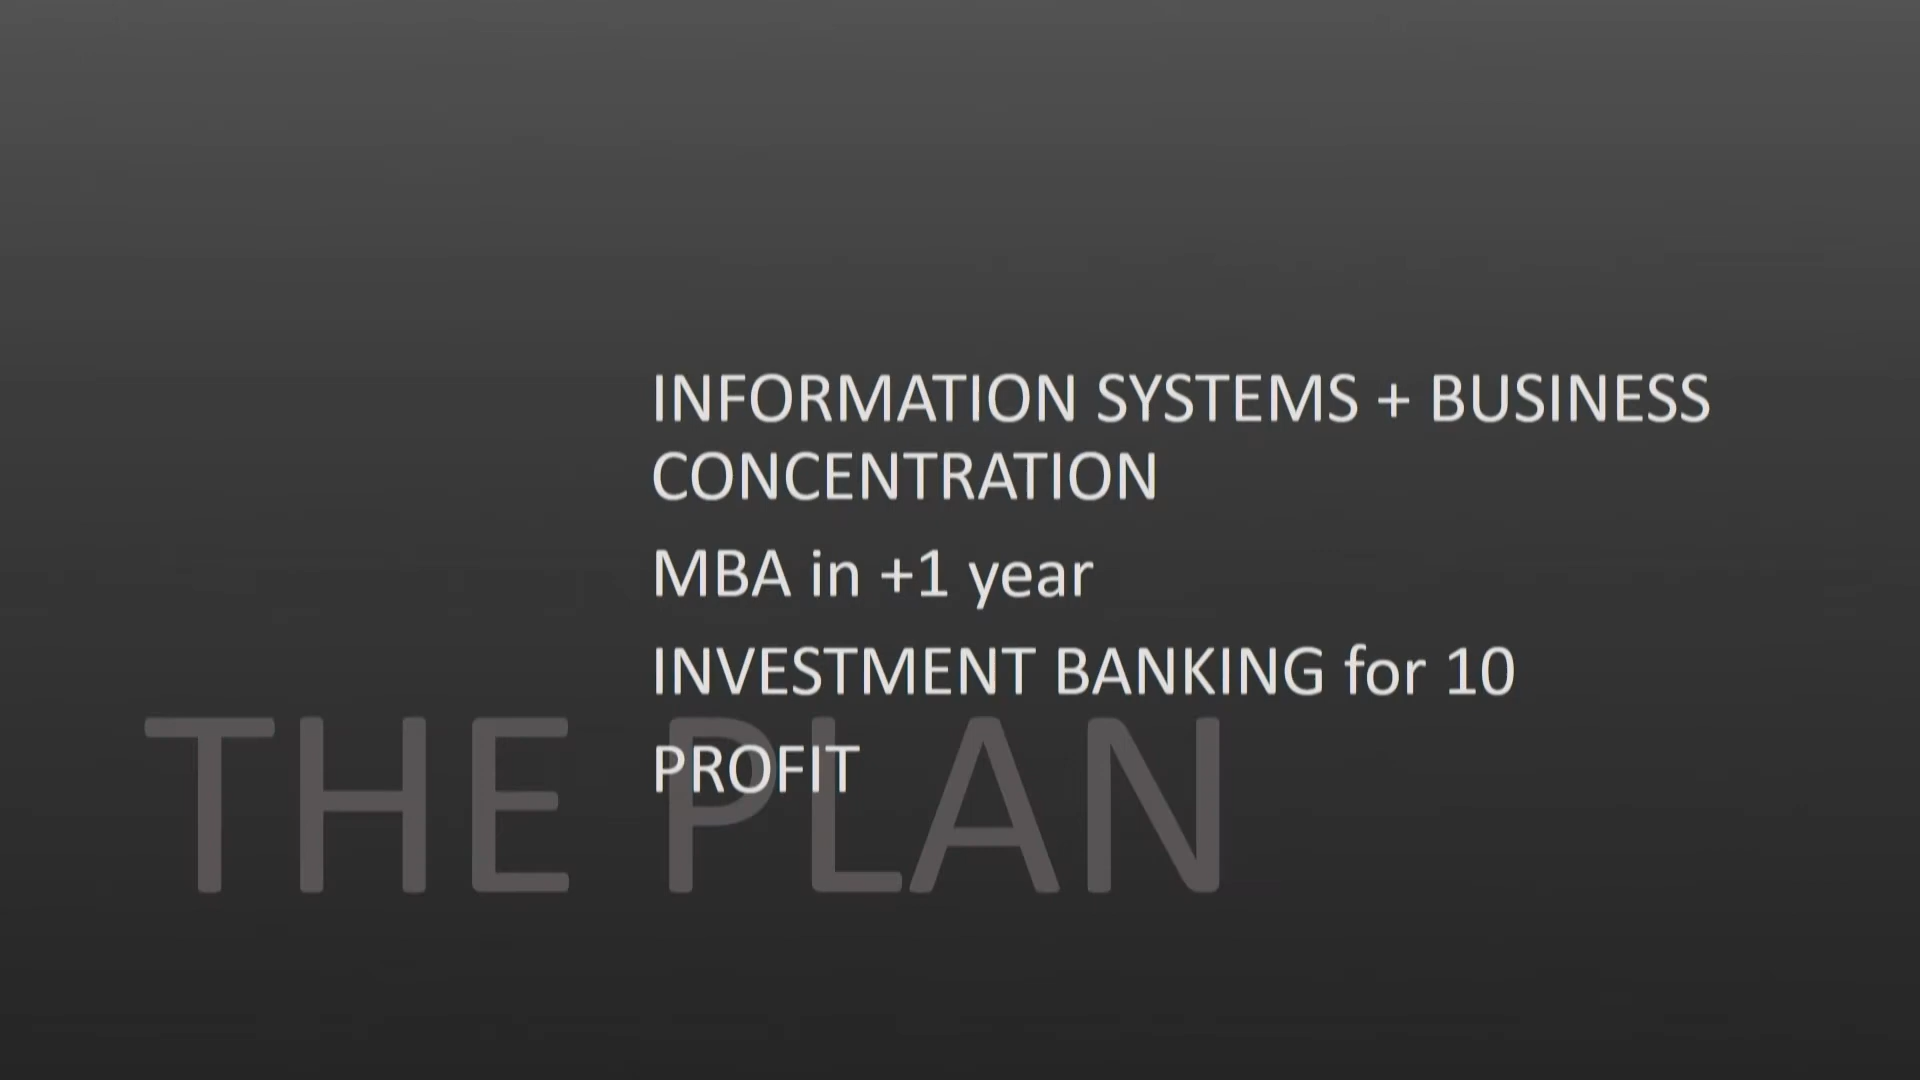 INFORMATION SYSTEMS + BUSINESS
CONCENTRATION
MBA in +1 year
INVESTMENT BANKING for 10
PROFIT
THE PLAN